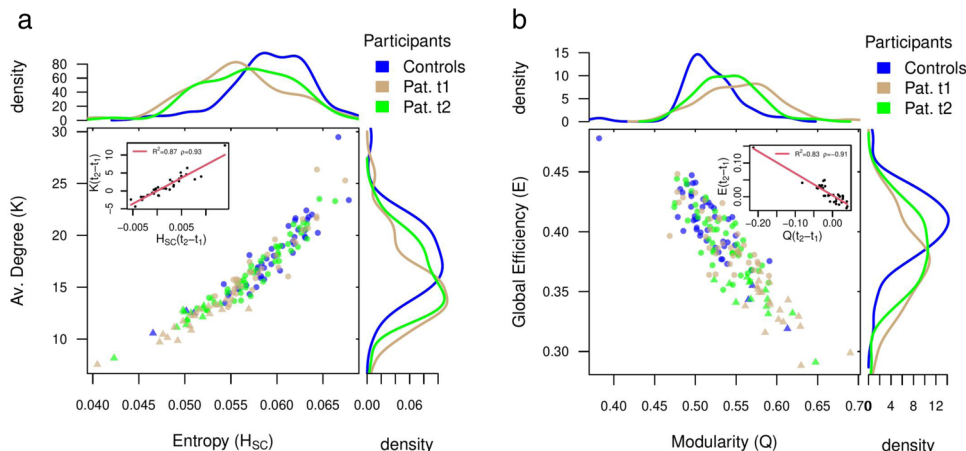 a
density
80
60
40
20
0
Participants
Controls
Pat. t1
Pat. t2
30
25
20
15
10
Av. Degree (K)
R²=0.87 ρ=0.93
10
5
0
−5
K(t₂−t₁)
−0.005 0.005
H_SC(t₂−t₁)
0.040 0.045 0.050 0.055 0.060 0.065
Entropy (H_SC)
0.00 0.06
density
b
density
15
10
5
0
Participants
Controls
Pat. t1
Pat. t2
0.45
0.40
0.35
0.30
Global Efficiency (E)
R²=0.83 ρ=−0.91
0.10
0.00
E(t₂−t₁)
−0.20 −0.10 0.00
Q(t₂−t₁)
0.40 0.45 0.50 0.55 0.60 0.65 0.70
Modularity (Q)
0 4 8 12
density